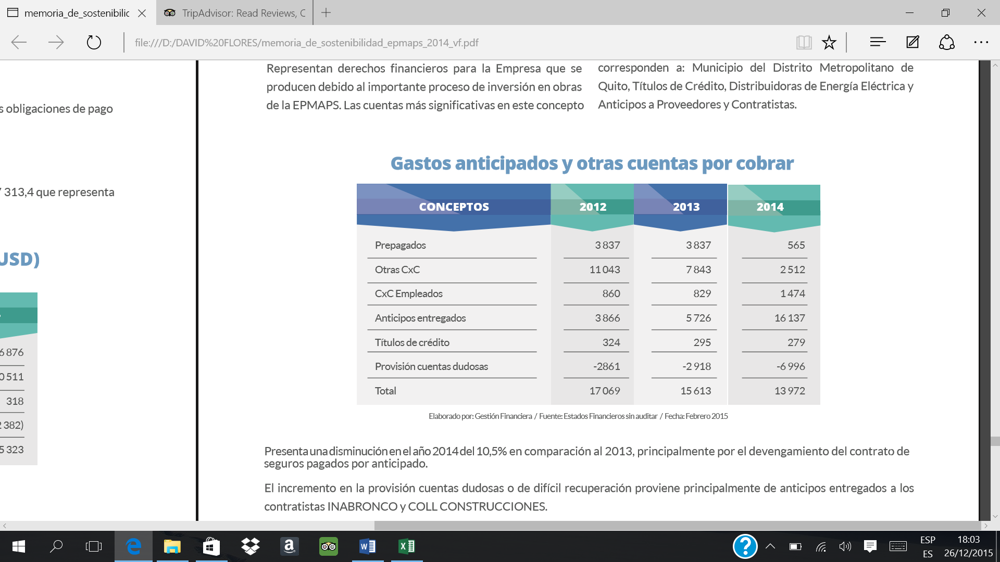 memoria_de_sostenibilic
TripAdvisor: Read Reviews, C
file:///D:/DAVID%20FLORES/memoria_de_sostenibilidad_epmaps_2014_vf.pdf
s obligaciones de pago
313,4 que representa
USD)
6 876
0 511
318
2 382)
5 323
Representan derechos financieros para la Empresa que se
producen debido al importante proceso de inversión en obras
de la EPMAPS. Las cuentas más significativas en este concepto
corresponden a: Municipio del Distrito Metropolitano de
Quito, Títulos de Crédito, Distribuidoras de Energía Eléctrica y
Anticipos a Proveedores y Contratistas.
Gastos anticipados y otras cuentas por cobrar
CONCEPTOS 2012 2013 2014
Prepagados 3 837 3 837 565
Otras CxC 11 043 7 843 2 512
CxC Empleados 860 829 1 474
Anticipos entregados 3 866 5 726 16 137
Títulos de crédito 324 295 279
Provisión cuentas dudosas -2861 -2 918 -6 996
Total 17 069 15 613 13 972
Elaborado por: Gestión Financiera / Fuente: Estados Financieros sin auditar / Fecha: Febrero 2015
Presenta una disminución en el año 2014 del 10,5% en comparación al 2013, principalmente por el devengamiento del contrato de
seguros pagados por anticipado.
El incremento en la provisión cuentas dudosas o de difícil recuperación proviene principalmente de anticipos entregados a los
contratistas INABRONCO y COLL CONSTRUCCIONES.
ESP
ES
18:03
26/12/2015